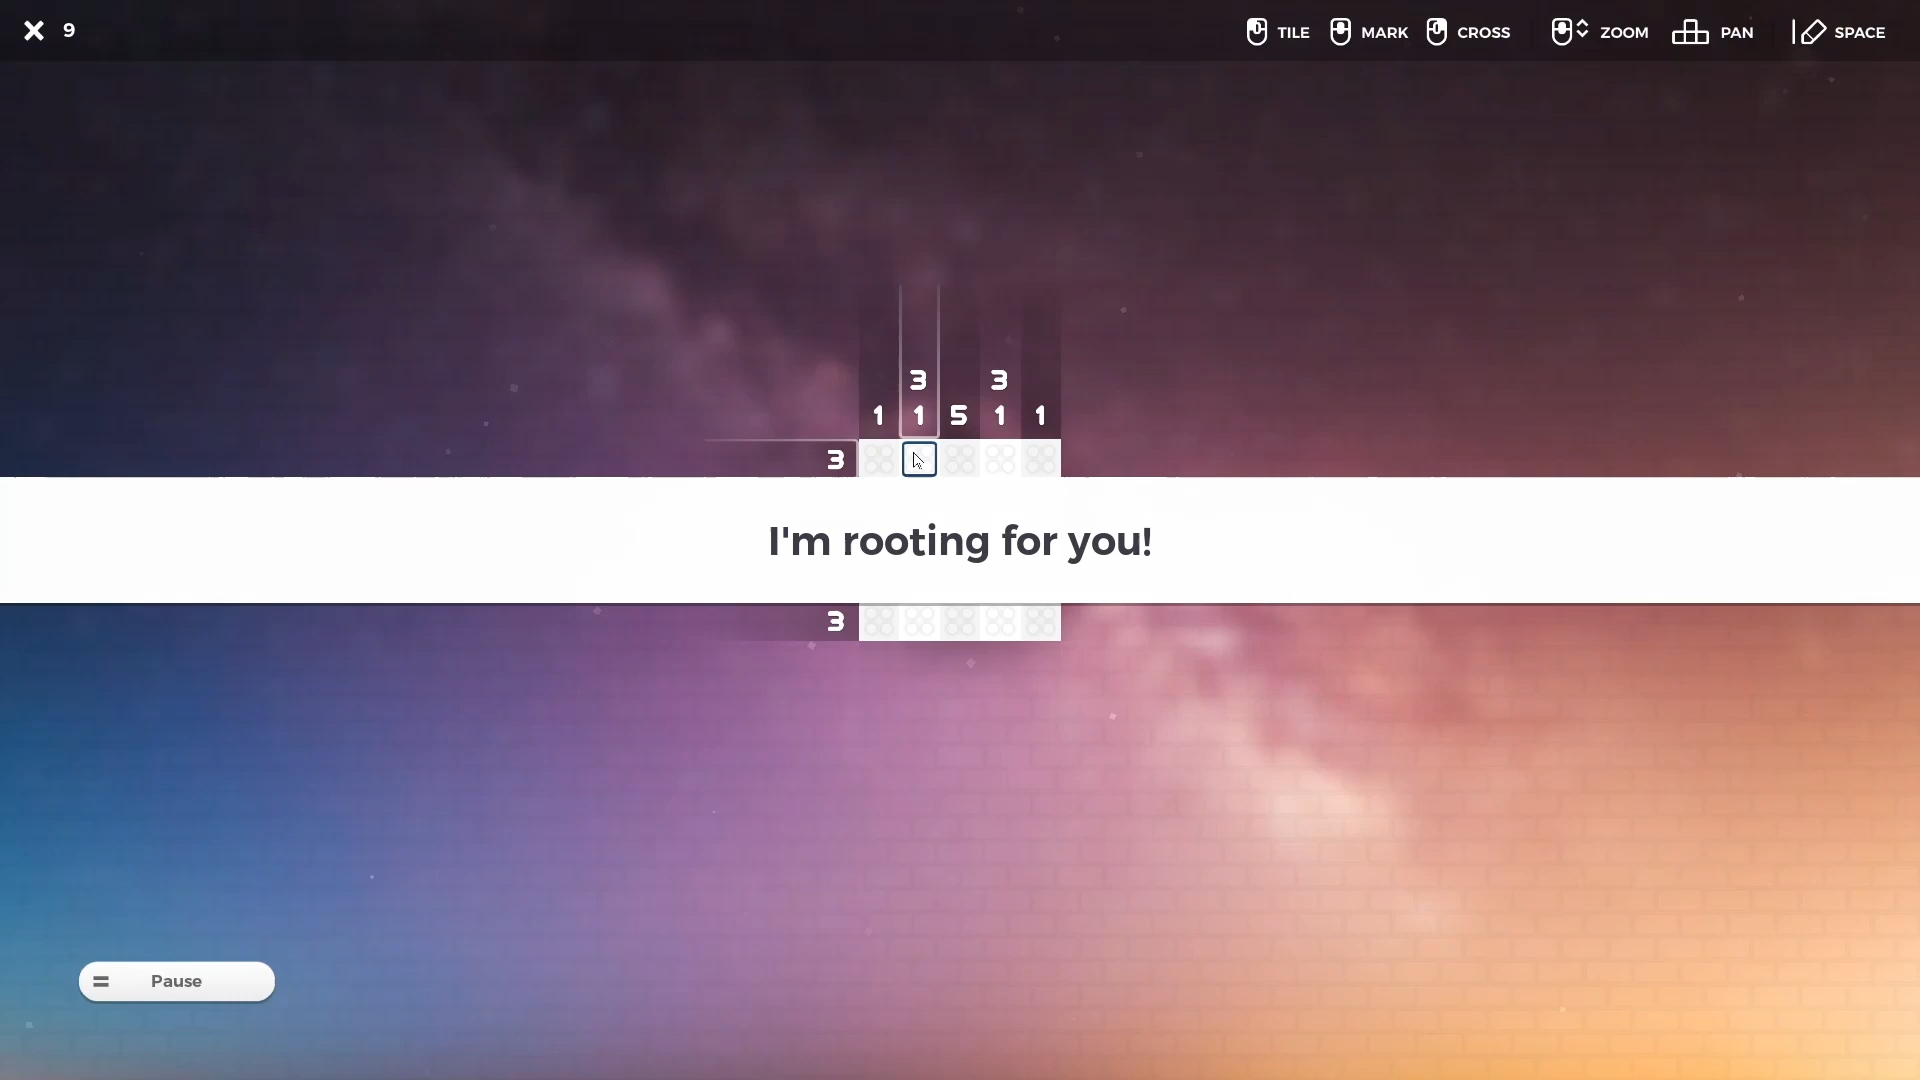 9
TILE MARK CROSS ZOOM PAN SPACE
3 3
1 1 5 1 1
3
I'm rooting for you!
3
Pause